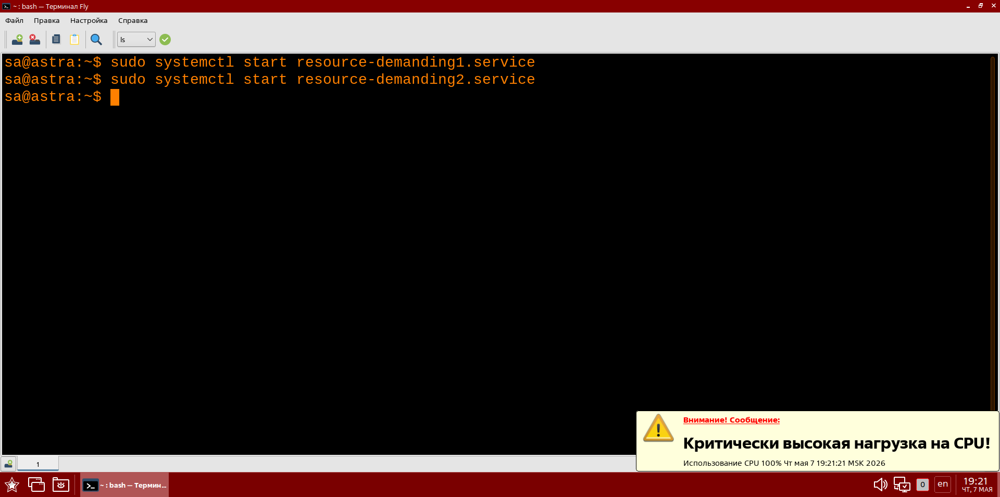 ~ : bash — Терминал Fly
Файл Правка Настройка Справка
ls
sa@astra:~$ sudo systemctl start resource-demanding1.service
sa@astra:~$ sudo systemctl start resource-demanding2.service
sa@astra:~$
Внимание! Сообщение:
Критически высокая нагрузка на CPU!
Использование CPU 100% Чт мая 7 19:21:21 MSK 2026
1
~ : bash — Термин...
0
en
19:21
ЧТ, 7 МАЯ